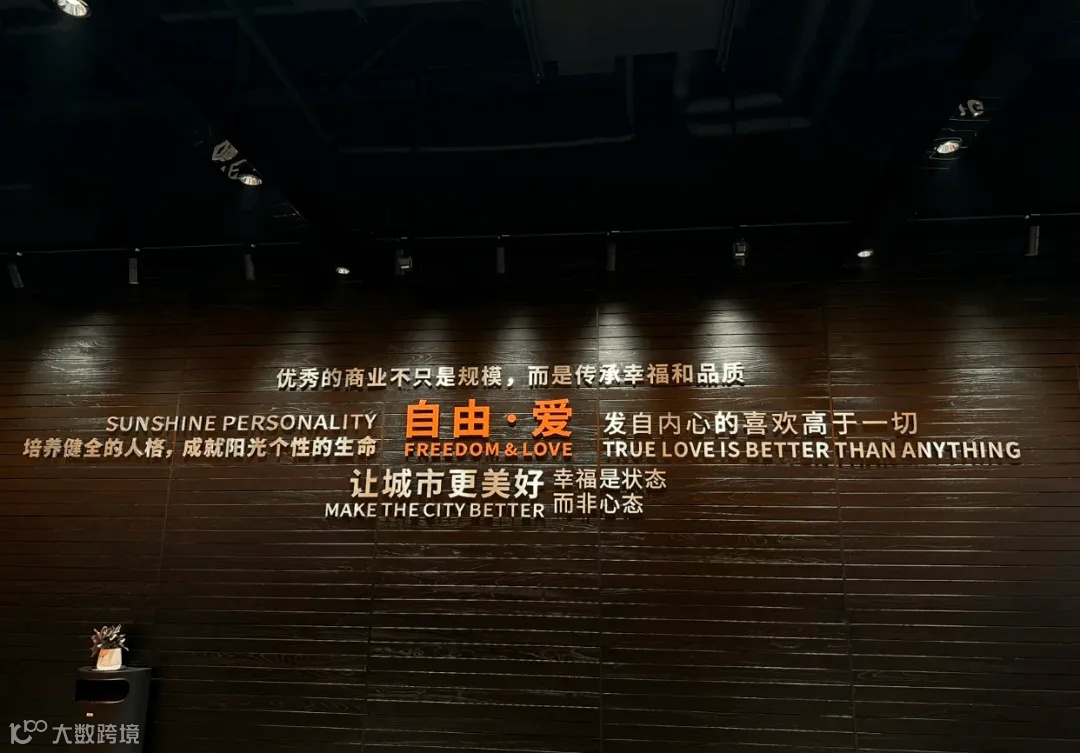 优秀的商业不只是规模，而是传承幸福和品质
SUNSHINE PERSONALITY
培养健全的人格，成就阳光个性的生命
自由·爱
FREEDOM & LOVE
发自内心的喜欢高于一切
TRUE LOVE IS BETTER THAN ANYTHING
让城市更美好
MAKE THE CITY BETTER
幸福是状态
而非心态
大数跨境